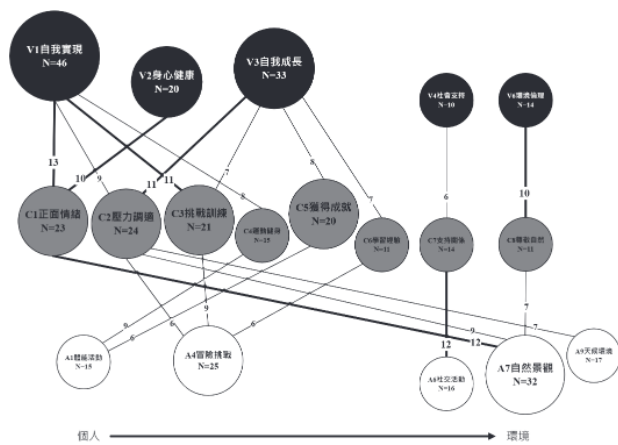 V1自我實現
N=46
V2身心健康
N=20
V3自我成長
N=33
V4社會支持
N=10
V6環境倫理
N=14
13
10
9
11
11
7
8
8
7
6
10
C1正面情緒
N=23
C2壓力調適
N=24
C3挑戰訓練
N=21
C4運動健身
N=15
C5獲得成就
N=20
C6學習經驗
N=11
C7支持關係
N=14
C8尊敬自然
N=11
9
6
6
9
6
12
9
12
7
7
A1體能活動
N=15
A4冒險挑戰
N=25
A8社交活動
N=16
A7自然景觀
N=32
A9天候環境
N=17
個人
環境